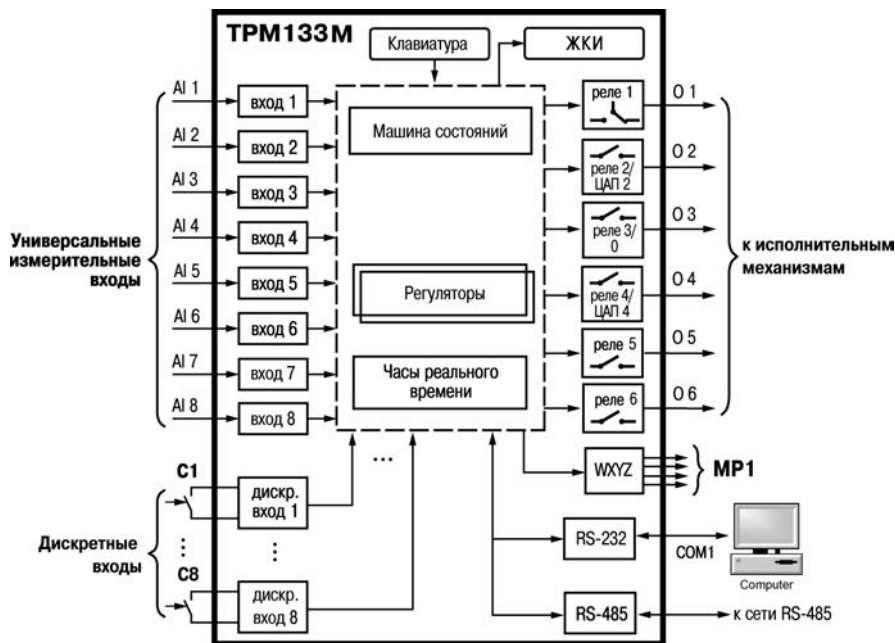 ТРМ133М
Клавиатура
ЖКИ
AI 1
вход 1
AI 2
вход 2
AI 3
вход 3
AI 4
вход 4
AI 5
вход 5
AI 6
вход 6
AI 7
вход 7
AI 8
вход 8
Универсальные
измерительные
входы
Машина состояний
Регуляторы
Часы реального
времени
реле 1
O 1
реле 2/
ЦАП 2
O 2
реле 3/
0
O 3
реле 4/
ЦАП 4
O 4
реле 5
O 5
реле 6
O 6
к исполнительным
механизмам
WXYZ
МР1
C1
дискр.
вход 1
...
Дискретные
входы
C8
дискр.
вход 8
RS-232
COM1
Computer
RS-485
к сети RS-485